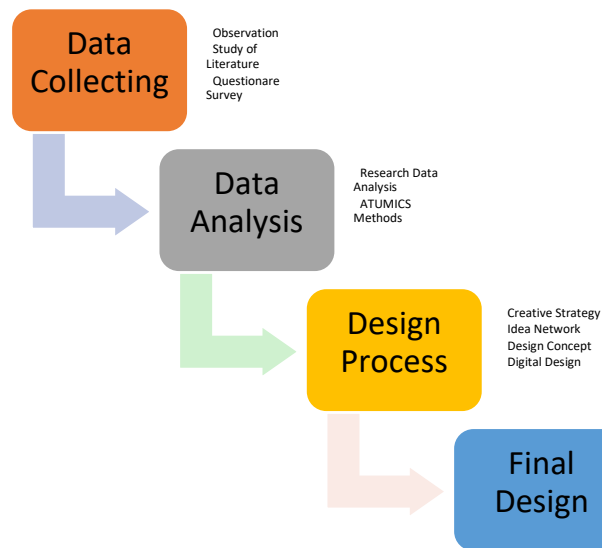 Data
Collecting
Observation
Study of
Literature
Questionare
Survey
Data
Analysis
Research Data
Analysis
ATUMICS
Methods
Design
Process
Creative Strategy
Idea Network
Design Concept
Digital Design
Final
Design